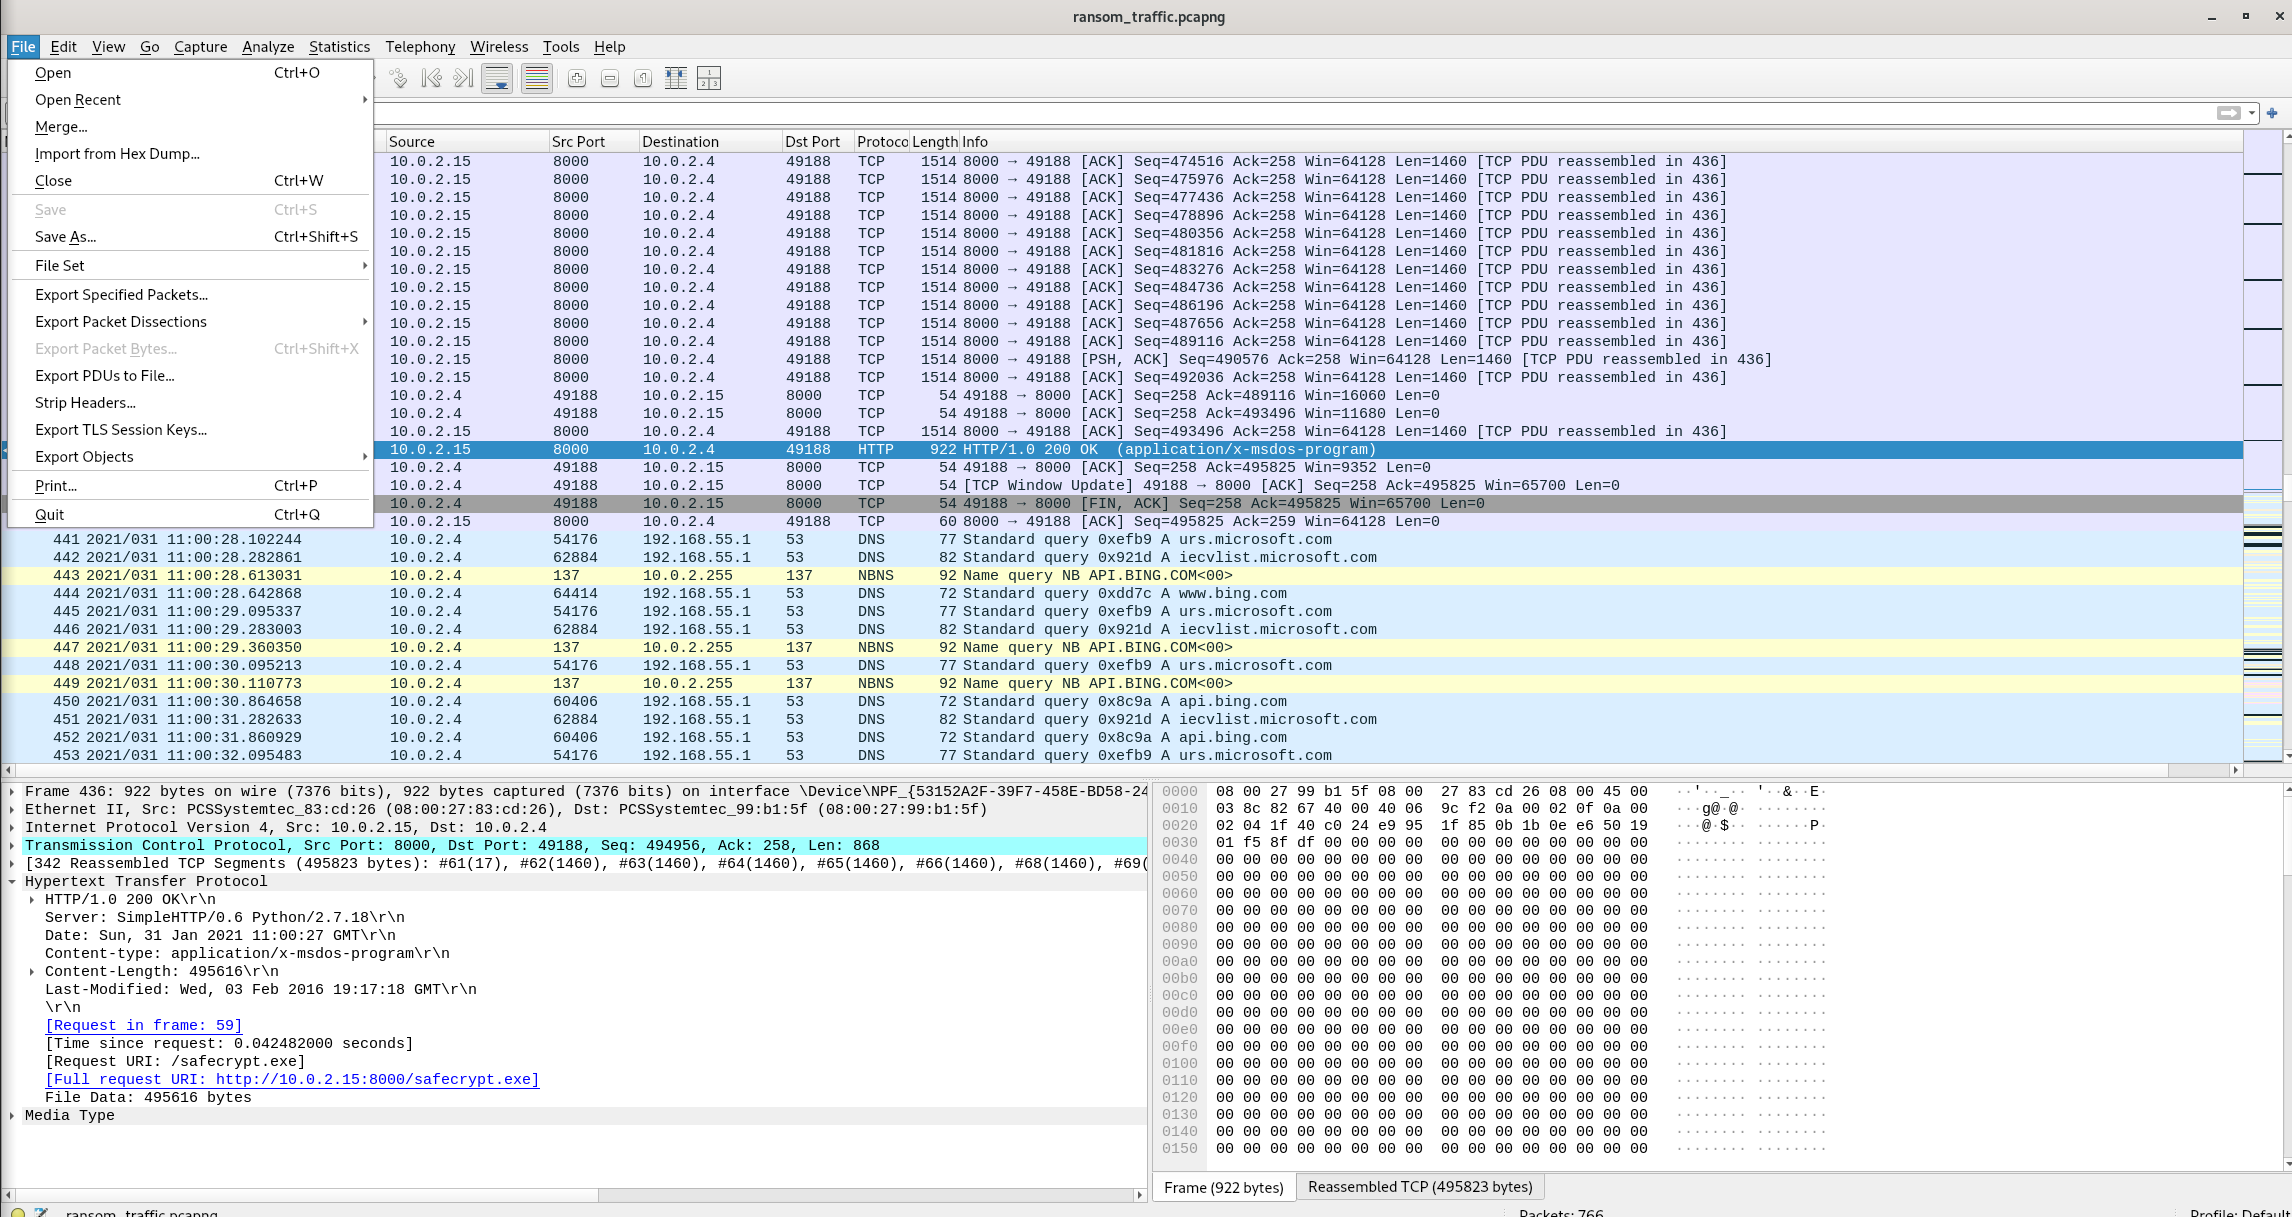 ransom_traffic.pcapng
File Edit View Go Capture Analyze Statistics Telephony Wireless Tools Help
Open Ctrl+O
Open Recent
Merge...
Import from Hex Dump...
Close Ctrl+W
Save Ctrl+S
Save As... Ctrl+Shift+S
File Set
Export Specified Packets...
Export Packet Dissections
Export Packet Bytes... Ctrl+Shift+X
Export PDUs to File...
Strip Headers...
Export TLS Session Keys...
Export Objects
Print... Ctrl+P
Quit Ctrl+Q
Source Src Port Destination Dst Port Protoco Length Info
10.0.2.15 8000 10.0.2.4 49188 TCP 1514 8000 → 49188 [ACK] Seq=474516 Ack=258 Win=64128 Len=1460 [TCP PDU reassembled in 436]
10.0.2.15 8000 10.0.2.4 49188 TCP 1514 8000 → 49188 [ACK] Seq=475976 Ack=258 Win=64128 Len=1460 [TCP PDU reassembled in 436]
10.0.2.15 8000 10.0.2.4 49188 TCP 1514 8000 → 49188 [ACK] Seq=477436 Ack=258 Win=64128 Len=1460 [TCP PDU reassembled in 436]
10.0.2.15 8000 10.0.2.4 49188 TCP 1514 8000 → 49188 [ACK] Seq=478896 Ack=258 Win=64128 Len=1460 [TCP PDU reassembled in 436]
10.0.2.15 8000 10.0.2.4 49188 TCP 1514 8000 → 49188 [ACK] Seq=480356 Ack=258 Win=64128 Len=1460 [TCP PDU reassembled in 436]
10.0.2.15 8000 10.0.2.4 49188 TCP 1514 8000 → 49188 [ACK] Seq=481816 Ack=258 Win=64128 Len=1460 [TCP PDU reassembled in 436]
10.0.2.15 8000 10.0.2.4 49188 TCP 1514 8000 → 49188 [ACK] Seq=483276 Ack=258 Win=64128 Len=1460 [TCP PDU reassembled in 436]
10.0.2.15 8000 10.0.2.4 49188 TCP 1514 8000 → 49188 [ACK] Seq=484736 Ack=258 Win=64128 Len=1460 [TCP PDU reassembled in 436]
10.0.2.15 8000 10.0.2.4 49188 TCP 1514 8000 → 49188 [ACK] Seq=486196 Ack=258 Win=64128 Len=1460 [TCP PDU reassembled in 436]
10.0.2.15 8000 10.0.2.4 49188 TCP 1514 8000 → 49188 [ACK] Seq=487656 Ack=258 Win=64128 Len=1460 [TCP PDU reassembled in 436]
10.0.2.15 8000 10.0.2.4 49188 TCP 1514 8000 → 49188 [ACK] Seq=489116 Ack=258 Win=64128 Len=1460 [TCP PDU reassembled in 436]
10.0.2.15 8000 10.0.2.4 49188 TCP 1514 8000 → 49188 [PSH, ACK] Seq=490576 Ack=258 Win=64128 Len=1460 [TCP PDU reassembled in 436]
10.0.2.15 8000 10.0.2.4 49188 TCP 1514 8000 → 49188 [ACK] Seq=492036 Ack=258 Win=64128 Len=1460 [TCP PDU reassembled in 436]
10.0.2.4 49188 10.0.2.15 8000 TCP 54 49188 → 8000 [ACK] Seq=258 Ack=489116 Win=16060 Len=0
10.0.2.4 49188 10.0.2.15 8000 TCP 54 49188 → 8000 [ACK] Seq=258 Ack=493496 Win=11680 Len=0
10.0.2.15 8000 10.0.2.4 49188 TCP 1514 8000 → 49188 [ACK] Seq=493496 Ack=258 Win=64128 Len=1460 [TCP PDU reassembled in 436]
10.0.2.15 8000 10.0.2.4 49188 HTTP 922 HTTP/1.0 200 OK (application/x-msdos-program)
10.0.2.4 49188 10.0.2.15 8000 TCP 54 49188 → 8000 [ACK] Seq=258 Ack=495825 Win=9352 Len=0
10.0.2.4 49188 10.0.2.15 8000 TCP 54 [TCP Window Update] 49188 → 8000 [ACK] Seq=258 Ack=495825 Win=65700 Len=0
10.0.2.4 49188 10.0.2.15 8000 TCP 54 49188 → 8000 [FIN, ACK] Seq=258 Ack=495825 Win=65700 Len=0
10.0.2.15 8000 10.0.2.4 49188 TCP 60 8000 → 49188 [ACK] Seq=495825 Ack=259 Win=64128 Len=0
441 2021/031 11:00:28.102244 10.0.2.4 54176 192.168.55.1 53 DNS 77 Standard query 0xefb9 A urs.microsoft.com
442 2021/031 11:00:28.282861 10.0.2.4 62884 192.168.55.1 53 DNS 82 Standard query 0x921d A iecvlist.microsoft.com
443 2021/031 11:00:28.613031 10.0.2.4 137 10.0.2.255 137 NBNS 92 Name query NB API.BING.COM<00>
444 2021/031 11:00:28.642868 10.0.2.4 64414 192.168.55.1 53 DNS 72 Standard query 0xdd7c A www.bing.com
445 2021/031 11:00:29.095337 10.0.2.4 54176 192.168.55.1 53 DNS 77 Standard query 0xefb9 A urs.microsoft.com
446 2021/031 11:00:29.283003 10.0.2.4 62884 192.168.55.1 53 DNS 82 Standard query 0x921d A iecvlist.microsoft.com
447 2021/031 11:00:29.360350 10.0.2.4 137 10.0.2.255 137 NBNS 92 Name query NB API.BING.COM<00>
448 2021/031 11:00:30.095213 10.0.2.4 54176 192.168.55.1 53 DNS 77 Standard query 0xefb9 A urs.microsoft.com
449 2021/031 11:00:30.110773 10.0.2.4 137 10.0.2.255 137 NBNS 92 Name query NB API.BING.COM<00>
450 2021/031 11:00:30.864658 10.0.2.4 60406 192.168.55.1 53 DNS 72 Standard query 0x8c9a A api.bing.com
451 2021/031 11:00:31.282633 10.0.2.4 62884 192.168.55.1 53 DNS 82 Standard query 0x921d A iecvlist.microsoft.com
452 2021/031 11:00:31.860929 10.0.2.4 60406 192.168.55.1 53 DNS 72 Standard query 0x8c9a A api.bing.com
453 2021/031 11:00:32.095483 10.0.2.4 54176 192.168.55.1 53 DNS 77 Standard query 0xefb9 A urs.microsoft.com
Frame 436: 922 bytes on wire (7376 bits), 922 bytes captured (7376 bits) on interface \Device\NPF_{53152A2F-39F7-458E-BD58-24
Ethernet II, Src: PCSSystemtec_83:cd:26 (08:00:27:83:cd:26), Dst: PCSSystemtec_99:b1:5f (08:00:27:99:b1:5f)
Internet Protocol Version 4, Src: 10.0.2.15, Dst: 10.0.2.4
Transmission Control Protocol, Src Port: 8000, Dst Port: 49188, Seq: 494956, Ack: 258, Len: 868
[342 Reassembled TCP Segments (495823 bytes): #61(17), #62(1460), #63(1460), #64(1460), #65(1460), #66(1460), #68(1460), #69(
Hypertext Transfer Protocol
HTTP/1.0 200 OK\r\n
Server: SimpleHTTP/0.6 Python/2.7.18\r\n
Date: Sun, 31 Jan 2021 11:00:27 GMT\r\n
Content-type: application/x-msdos-program\r\n
Content-Length: 495616\r\n
Last-Modified: Wed, 03 Feb 2016 19:17:18 GMT\r\n
\r\n
[Request in frame: 59]
[Time since request: 0.042482000 seconds]
[Request URI: /safecrypt.exe]
[Full request URI: http://10.0.2.15:8000/safecrypt.exe]
File Data: 495616 bytes
Media Type
0000 08 00 27 99 b1 5f 08 00 27 83 cd 26 08 00 45 00 ··'··_·· '··&··E·
0010 03 8c 82 67 40 00 40 06 9c f2 0a 00 02 0f 0a 00 ···g@·@· ········
0020 02 04 1f 40 c0 24 e9 95 1f 85 0b 1b 0e e6 50 19 ···@·$·· ······P·
0030 01 f5 8f df 00 00 00 00 00 00 00 00 00 00 00 00 ········ ········
0040 00 00 00 00 00 00 00 00 00 00 00 00 00 00 00 00 ········ ········
0050 00 00 00 00 00 00 00 00 00 00 00 00 00 00 00 00 ········ ········
0060 00 00 00 00 00 00 00 00 00 00 00 00 00 00 00 00 ········ ········
0070 00 00 00 00 00 00 00 00 00 00 00 00 00 00 00 00 ········ ········
0080 00 00 00 00 00 00 00 00 00 00 00 00 00 00 00 00 ········ ········
0090 00 00 00 00 00 00 00 00 00 00 00 00 00 00 00 00 ········ ········
00a0 00 00 00 00 00 00 00 00 00 00 00 00 00 00 00 00 ········ ········
00b0 00 00 00 00 00 00 00 00 00 00 00 00 00 00 00 00 ········ ········
00c0 00 00 00 00 00 00 00 00 00 00 00 00 00 00 00 00 ········ ········
00d0 00 00 00 00 00 00 00 00 00 00 00 00 00 00 00 00 ········ ········
00e0 00 00 00 00 00 00 00 00 00 00 00 00 00 00 00 00 ········ ········
00f0 00 00 00 00 00 00 00 00 00 00 00 00 00 00 00 00 ········ ········
0100 00 00 00 00 00 00 00 00 00 00 00 00 00 00 00 00 ········ ········
0110 00 00 00 00 00 00 00 00 00 00 00 00 00 00 00 00 ········ ········
0120 00 00 00 00 00 00 00 00 00 00 00 00 00 00 00 00 ········ ········
0130 00 00 00 00 00 00 00 00 00 00 00 00 00 00 00 00 ········ ········
0140 00 00 00 00 00 00 00 00 00 00 00 00 00 00 00 00 ········ ········
0150 00 00 00 00 00 00 00 00 00 00 00 00 00 00 00 00 ········ ········
Frame (922 bytes) Reassembled TCP (495823 bytes)
ransom_traffic.pcapng Packets: 766 Profile: Default